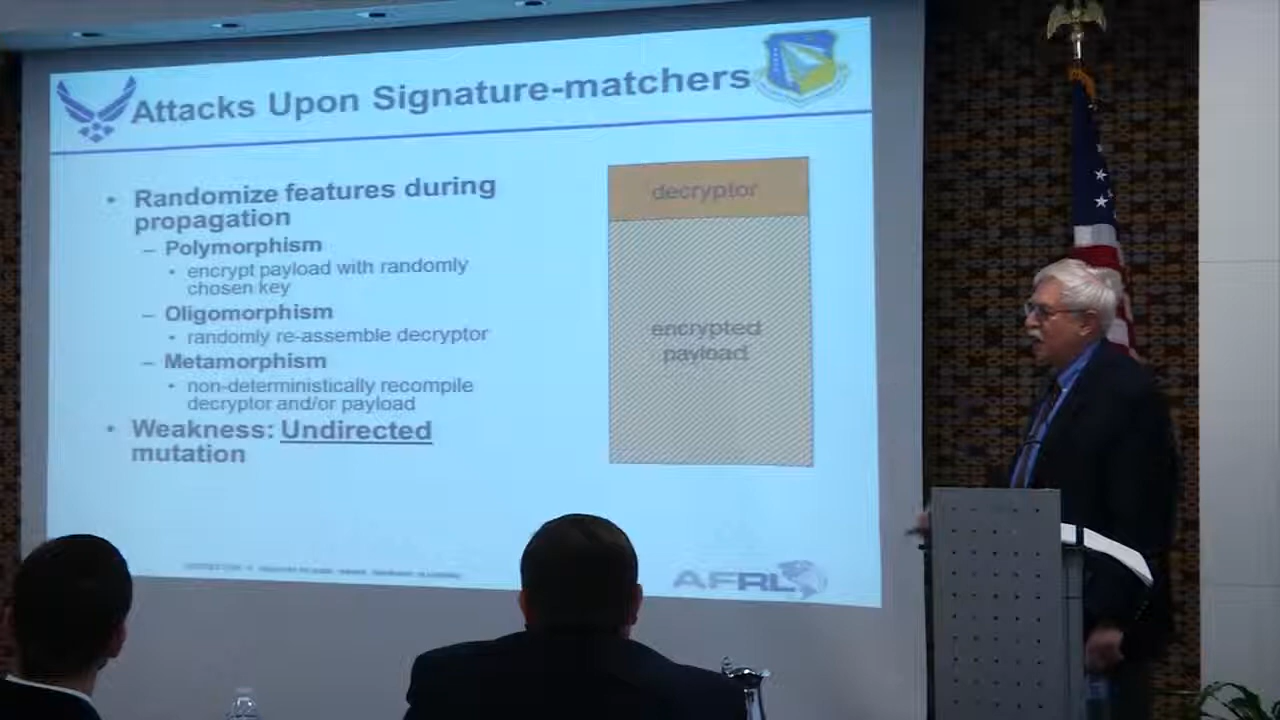 Attacks Upon Signature-matchers
• Randomize features during
propagation
– Polymorphism
• encrypt payload with randomly
chosen key
– Oligomorphism
• randomly re-assemble decryptor
– Metamorphism
• non-deterministically recompile
decryptor and/or payload
• Weakness: Undirected
mutation
decryptor
encrypted
payload
AFRL